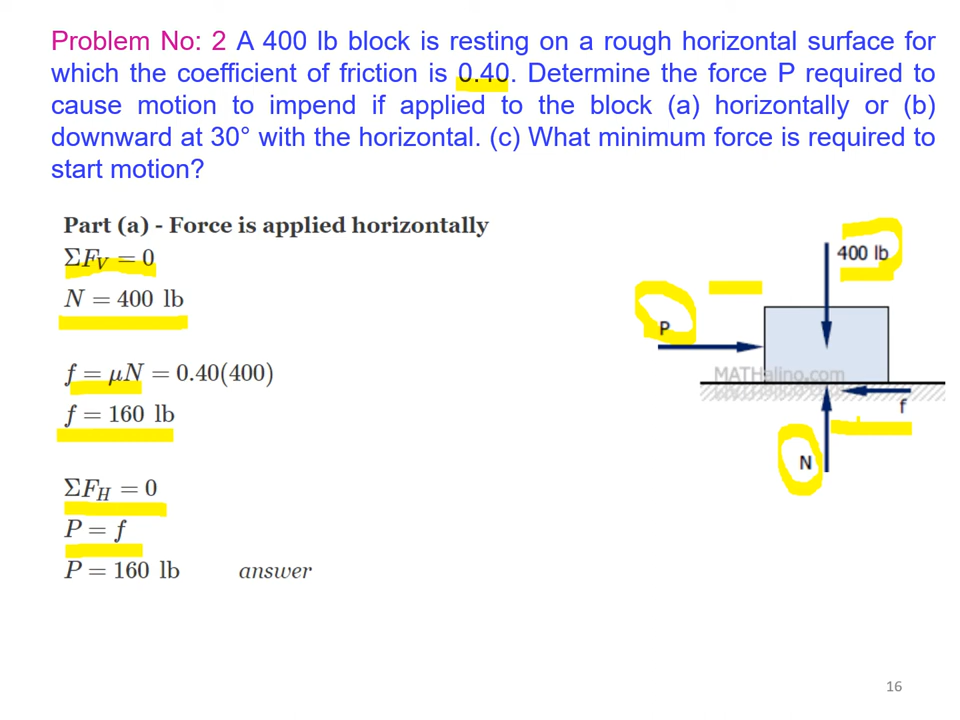 Problem No: 2 A 400 lb block is resting on a rough horizontal surface for
which the coefficient of friction is 0.40. Determine the force P required to
cause motion to impend if applied to the block (a) horizontally or (b)
downward at 30° with the horizontal. (c) What minimum force is required to
start motion?
Part (a) - Force is applied horizontally
ΣF_V = 0
N = 400 lb
f = μN = 0.40(400)
f = 160 lb
ΣF_H = 0
P = f
P = 160 lb answer
400 lb
P
MATHalino.com
f
N
16